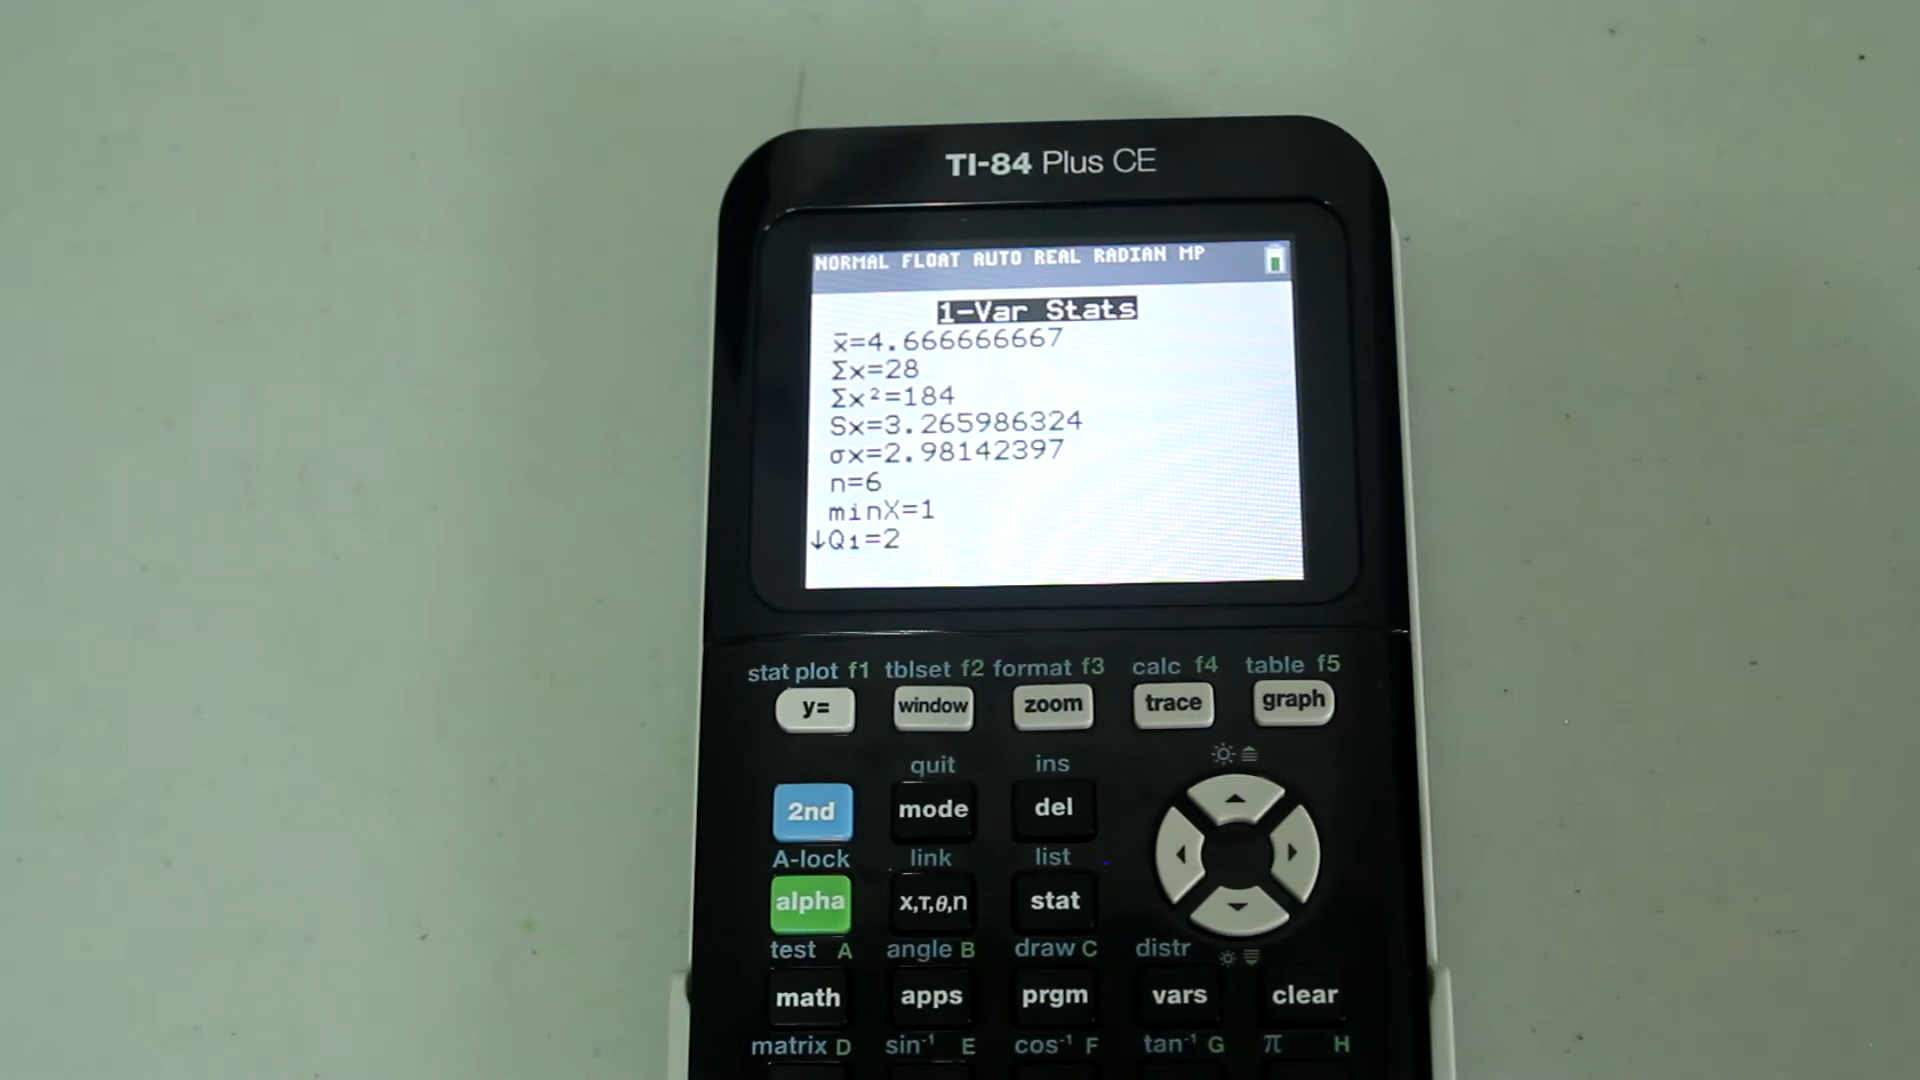 TI-84 Plus CE
NORMAL FLOAT AUTO REAL RADIAN MP
1-Var Stats
x̄=4.666666667
Σx=28
Σx²=184
Sx=3.265986324
σx=2.98142397
n=6
minX=1
↓Q₁=2
stat plot f1 tblset f2 format f3 calc f4 table f5
y= window zoom trace graph
quit ins
2nd mode del
A-lock link list
alpha x,T,θ,n stat
test A angle B draw C distr
math apps prgm vars clear
matrix D sin⁻¹ E cos⁻¹ F tan⁻¹ G π H